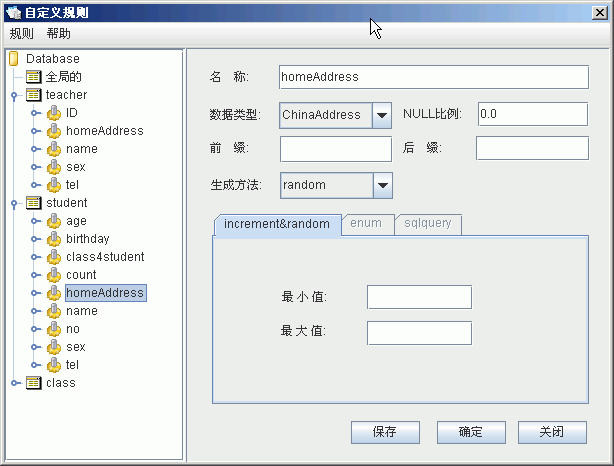 自定义规则
规则 帮助
Database
全局的
teacher
ID
homeAddress
name
sex
tel
student
age
birthday
class4student
count
homeAddress
name
no
sex
tel
class
名 称: homeAddress
数据类型: ChinaAddress NULL比例: 0.0
前 缀: 后 缀:
生成方法: random
increment&random enum sqlquery
最 小 值:
最 大 值:
保存 确定 关闭